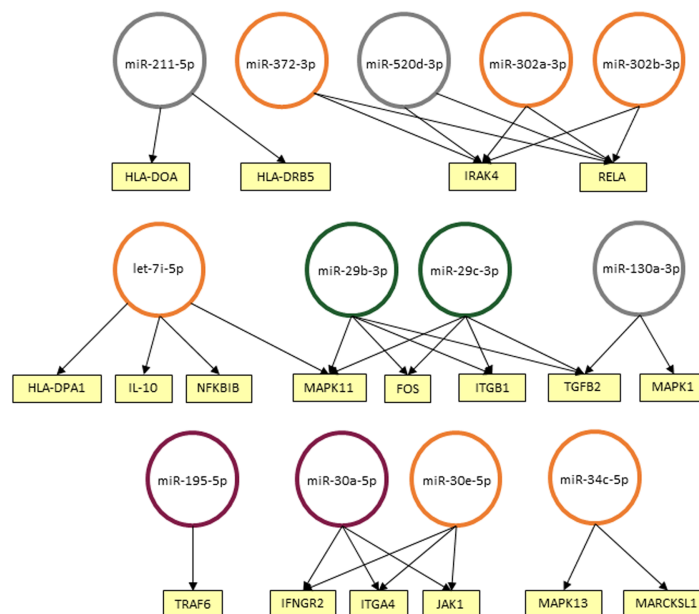 miR-211-5p
miR-372-3p
miR-520d-3p
miR-302a-3p
miR-302b-3p
HLA-DOA
HLA-DRB5
IRAK4
RELA
let-7i-5p
miR-29b-3p
miR-29c-3p
miR-130a-3p
HLA-DPA1
IL-10
NFKBIB
MAPK11
FOS
ITGB1
TGFB2
MAPK1
miR-195-5p
miR-30a-5p
miR-30e-5p
miR-34c-5p
TRAF6
IFNGR2
ITGA4
JAK1
MAPK13
MARCKSL1